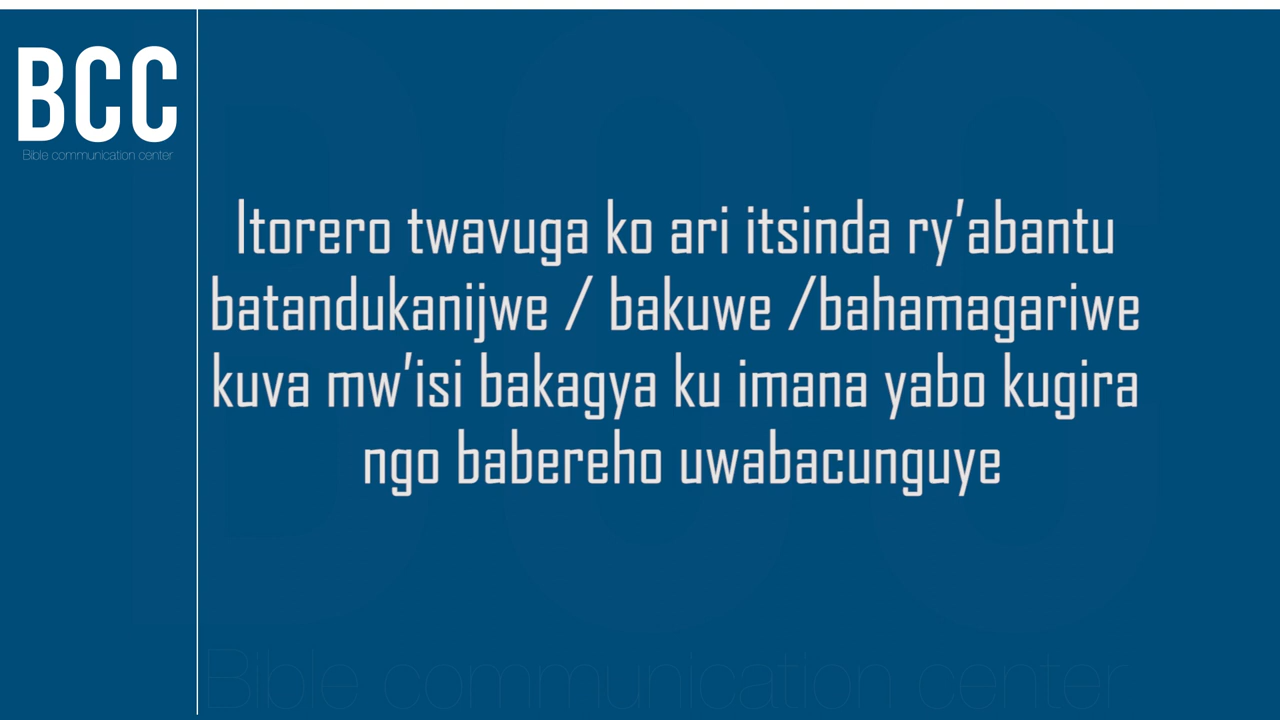 BCC
Bible communication center
Itorero twavuga ko ari itsinda ry'abantu
batandukanijwe / bakuwe /bahamagariwe
kuva mw'isi bakagya ku imana yabo kugira
ngo babereho uwabacunguye
Bible communication center